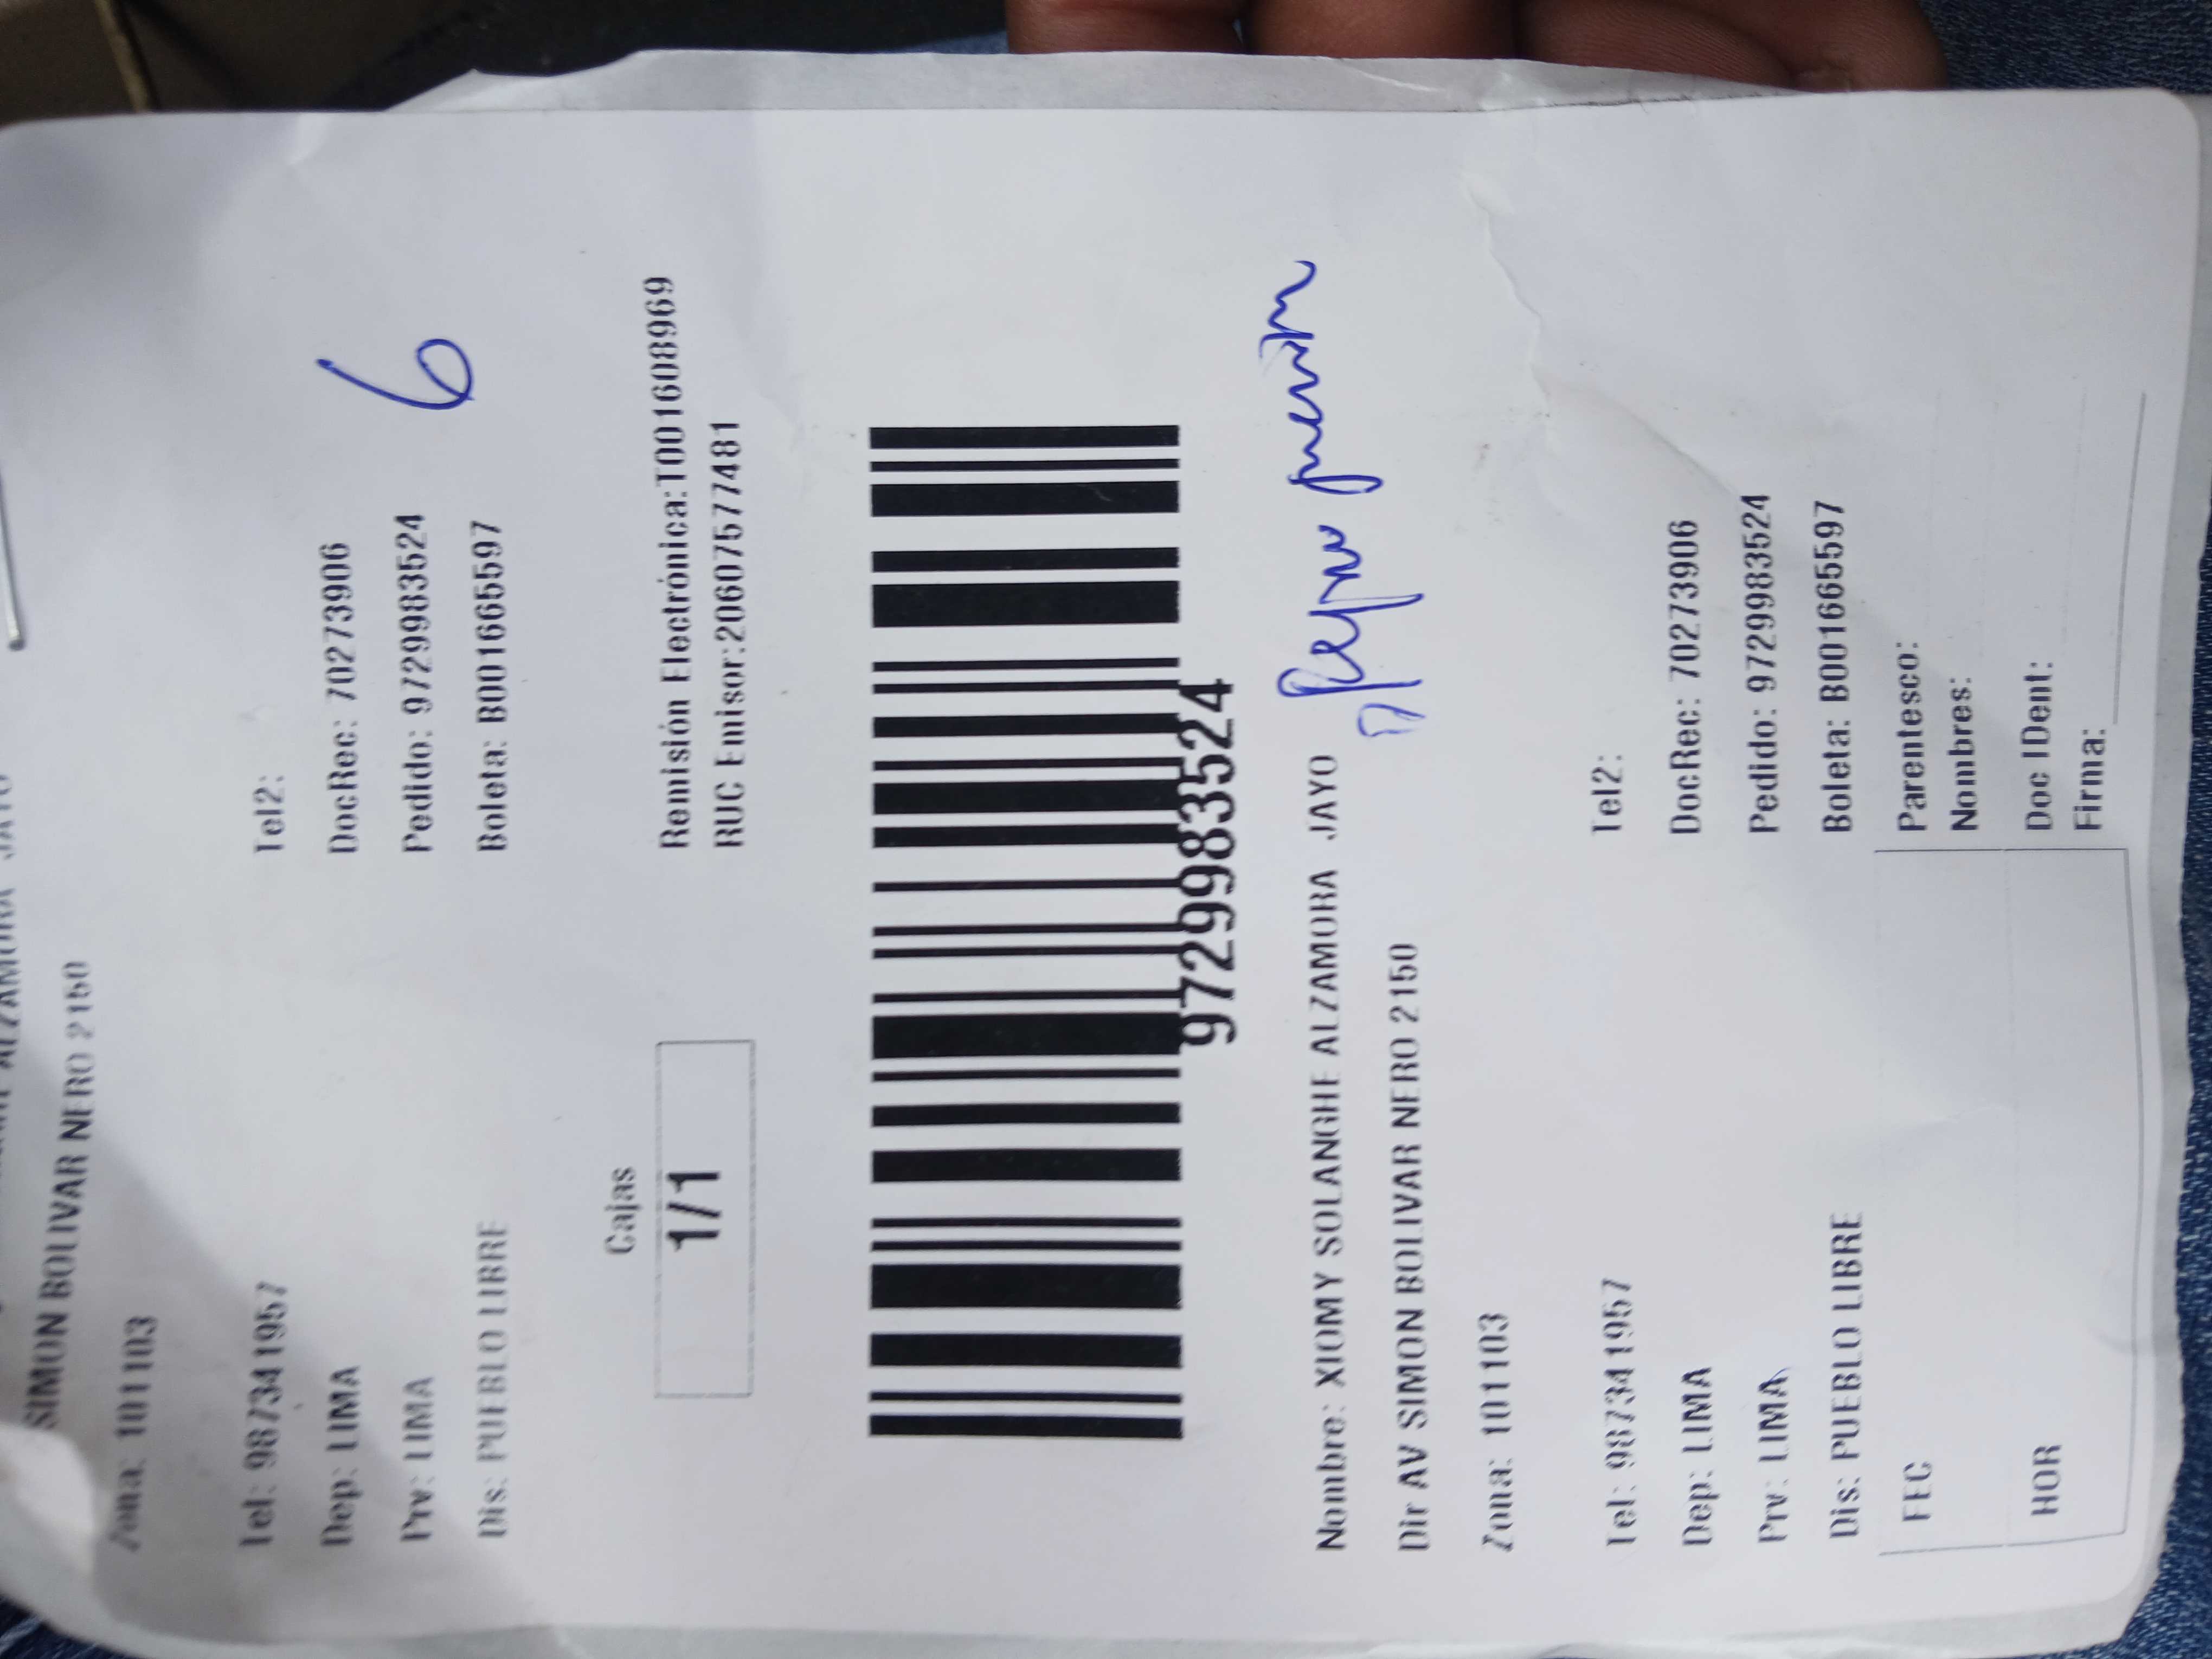 SIMON BOLIVAR NERO 2150
Zona: 101103
Tel: 987341957 Tel2:
Dep: LIMA DocRec: 70273906
Prv: LIMA Pedido: 9729983524
Dis: PUEBLO LIBRE Boleta: B001665597
6
Cajas
1/1
Remisión Electrónica:T001608969
RUC Emisor:20607577481
9729983524
Nombre: XIOMY SOLANGHE ALZAMORA JAYO
Dir AV SIMON BOLIVAR NERO 2150
Zona: 101103
Tel: 987341957 Tel2:
Dep: LIMA DocRec: 70273906
Prv: LIMA Pedido: 9729983524
Dis: PUEBLO LIBRE Boleta: B001665597
FEC Parentesco:
Nombres:
HOR Doc IDent:
Firma: